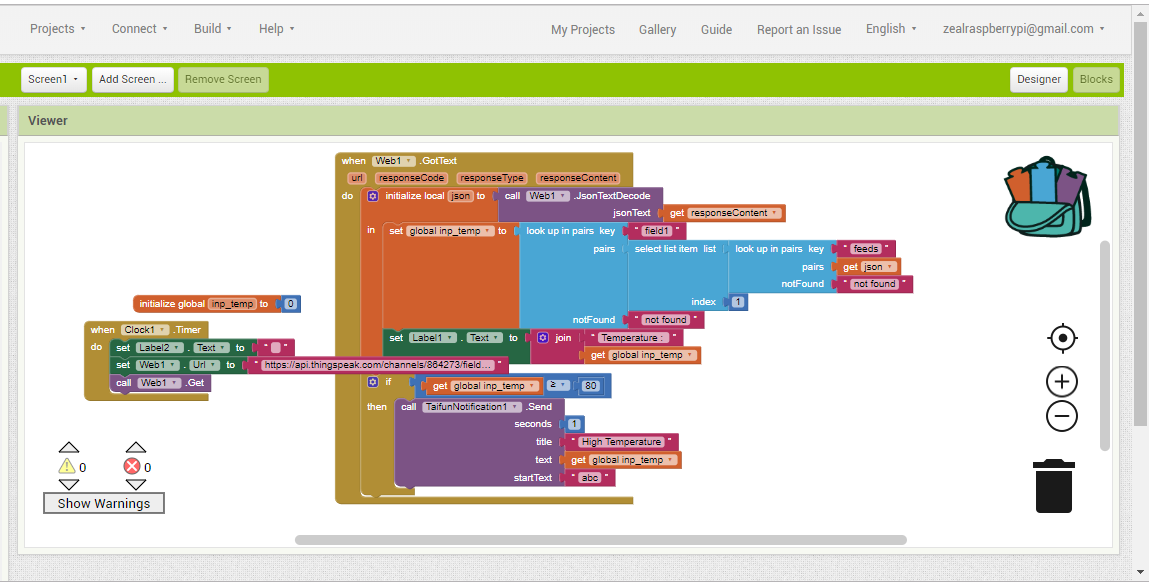 Projects Connect Build Help My Projects Gallery Guide Report an Issue English zealraspberrypi@gmail.com
Screen1 Add Screen ... Remove Screen Designer Blocks
Viewer
when Web1 .GotText
url responseCode responseType responseContent
do initialize local json to call Web1 .JsonTextDecode
jsonText get responseContent
in set global inp_temp to look up in pairs key " field1 "
pairs select list item list look up in pairs key " feeds "
pairs get json
notFound " not found "
index 1
notFound " not found "
set Label1 . Text to join " Temperature : "
get global inp_temp
if get global inp_temp ≥ 80
then call TaifunNotification1 .Send
seconds 1
title " High Temperature "
text get global inp_temp
startText " abc "
initialize global inp_temp to 0
when Clock1 .Timer
do set Label2 . Text to " "
set Web1 . Url to " https://api.thingspeak.com/channels/864273/field... "
call Web1 .Get
0 0
Show Warnings